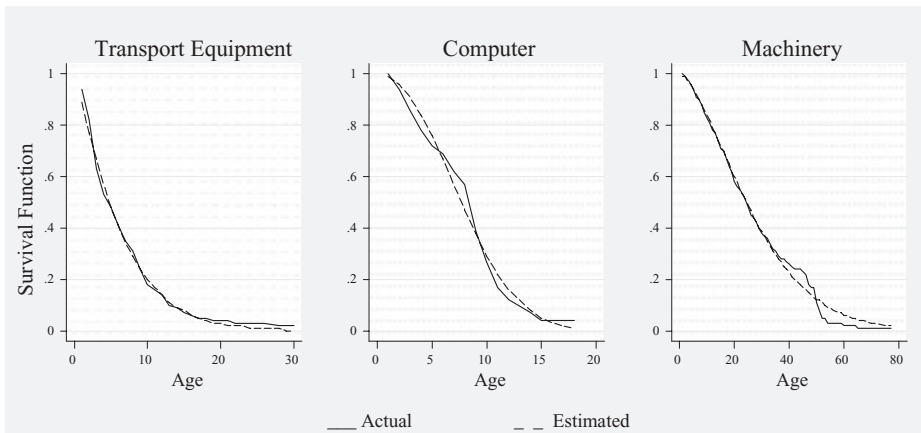 Transport Equipment
Survival Function
1
.8
.6
.4
.2
0
0 10 20 30
Age
Computer
1
.8
.6
.4
.2
0
0 5 10 15 20
Age
Machinery
1
.8
.6
.4
.2
0
0 20 40 60 80
Age
Actual
Estimated